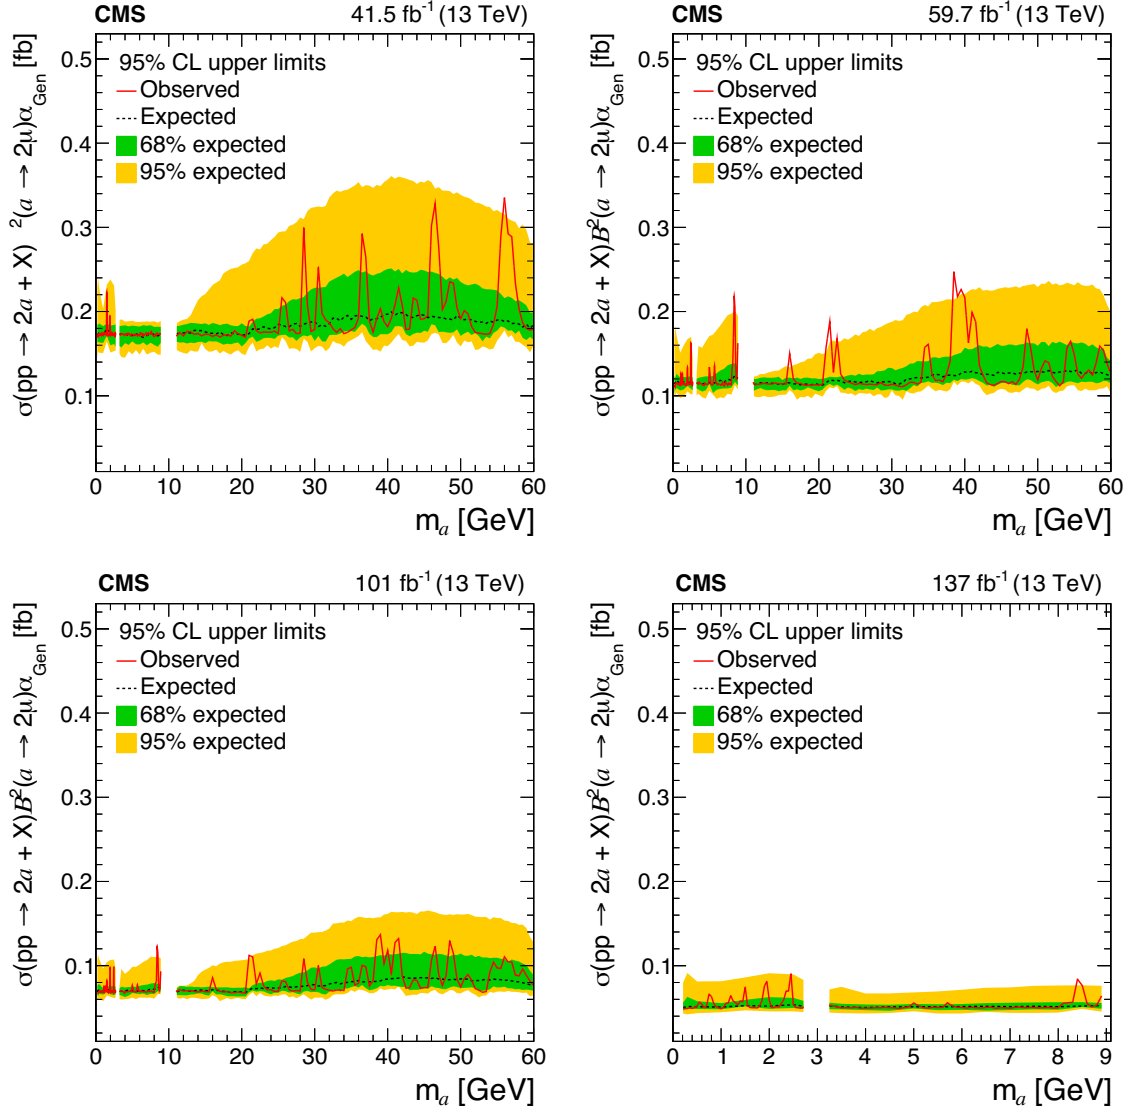 CMS 41.5 fb⁻¹ (13 TeV)
σ(pp → 2a + X) ²(a → 2μ)α_Gen [fb]
95% CL upper limits
Observed
Expected
68% expected
95% expected
0.5
0.4
0.3
0.2
0.1
0 10 20 30 40 50 60
m_a [GeV]
CMS 59.7 fb⁻¹ (13 TeV)
σ(pp → 2a + X)B²(a → 2μ)α_Gen [fb]
95% CL upper limits
Observed
Expected
68% expected
95% expected
0.5
0.4
0.3
0.2
0.1
0 10 20 30 40 50 60
m_a [GeV]
CMS 101 fb⁻¹ (13 TeV)
σ(pp → 2a + X)B²(a → 2μ)α_Gen [fb]
95% CL upper limits
Observed
Expected
68% expected
95% expected
0.5
0.4
0.3
0.2
0.1
0 10 20 30 40 50 60
m_a [GeV]
CMS 137 fb⁻¹ (13 TeV)
σ(pp → 2a + X)B²(a → 2μ)α_Gen [fb]
95% CL upper limits
Observed
Expected
68% expected
95% expected
0.5
0.4
0.3
0.2
0.1
0 1 2 3 4 5 6 7 8 9
m_a [GeV]